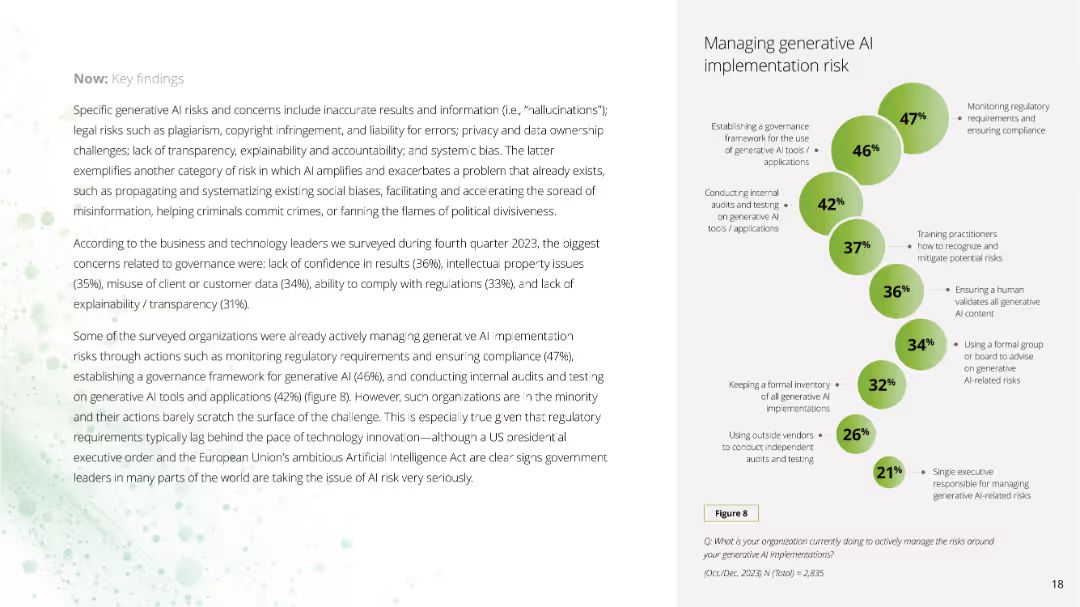 Now: Key findings
Specific generative AI risks and concerns include inaccurate results and information (i.e., “hallucinations”);
legal risks such as plagiarism, copyright infringement, and liability for errors; privacy and data ownership
challenges; lack of transparency, explainability and accountability; and systemic bias. The latter
exemplifies another category of risk in which AI amplifies and exacerbates a problem that already exists,
such as propagating and systematizing existing social biases, facilitating and accelerating the spread of
misinformation, helping criminals commit crimes, or fanning the flames of political divisiveness.
According to the business and technology leaders we surveyed during fourth quarter 2023, the biggest
concerns related to governance were: lack of confidence in results (36%), intellectual property issues
(35%), misuse of client or customer data (34%), ability to comply with regulations (33%), and lack of
explainability / transparency (31%).
Some of the surveyed organizations were already actively managing generative AI implementation
risks through actions such as monitoring regulatory requirements and ensuring compliance (47%),
establishing a governance framework for generative AI (46%), and conducting internal audits and testing
on generative AI tools and applications (42%) (figure 8). However, such organizations are in the minority
and their actions barely scratch the surface of the challenge. This is especially true given that regulatory
requirements typically lag behind the pace of technology innovation—although a US presidential
executive order and the European Union’s ambitious Artificial Intelligence Act are clear signs government
leaders in many parts of the world are taking the issue of AI risk very seriously.
Managing generative AI
implementation risk
47%
Monitoring regulatory
requirements and
ensuring compliance
Establishing a governance
framework for the use
of generative AI tools /
applications
46%
Conducting internal
audits and testing
on generative AI
tools / applications
42%
37%
Training practitioners
how to recognize and
mitigate potential risks
36%
Ensuring a human
validates all generative
AI content
34%
Using a formal group
or board to advise
on generative
AI-related risks
Keeping a formal inventory
of all generative AI
implementations
32%
Using outside vendors
to conduct independent
audits and testing
26%
21%
Single executive
responsible for managing
generative AI-related risks
Figure 8
Q: What is your organization currently doing to actively manage the risks around
your generative AI implementations?
(Oct./Dec. 2023) N (Total) = 2,835
18